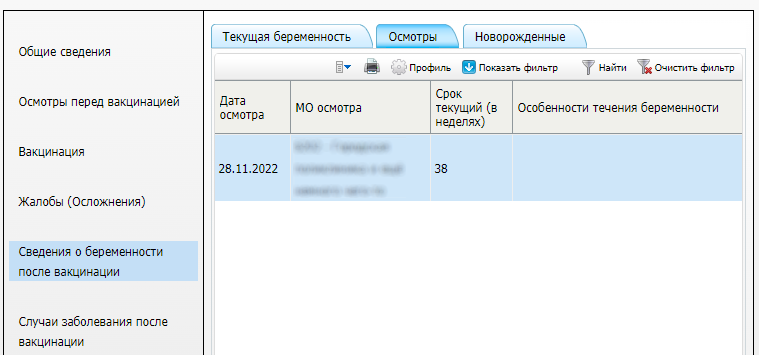 Общие сведения
Осмотры перед вакцинацией
Вакцинация
Жалобы (Осложнения)
Сведения о беременности
после вакцинации
Случаи заболевания после
вакцинации
Текущая беременность Осмотры Новорожденные
Профиль Показать фильтр Найти Очистить фильтр
Дата
осмотра
МО осмотра
Срок
текущий (в
неделях)
Особенности течения беременности
28.11.2022
38